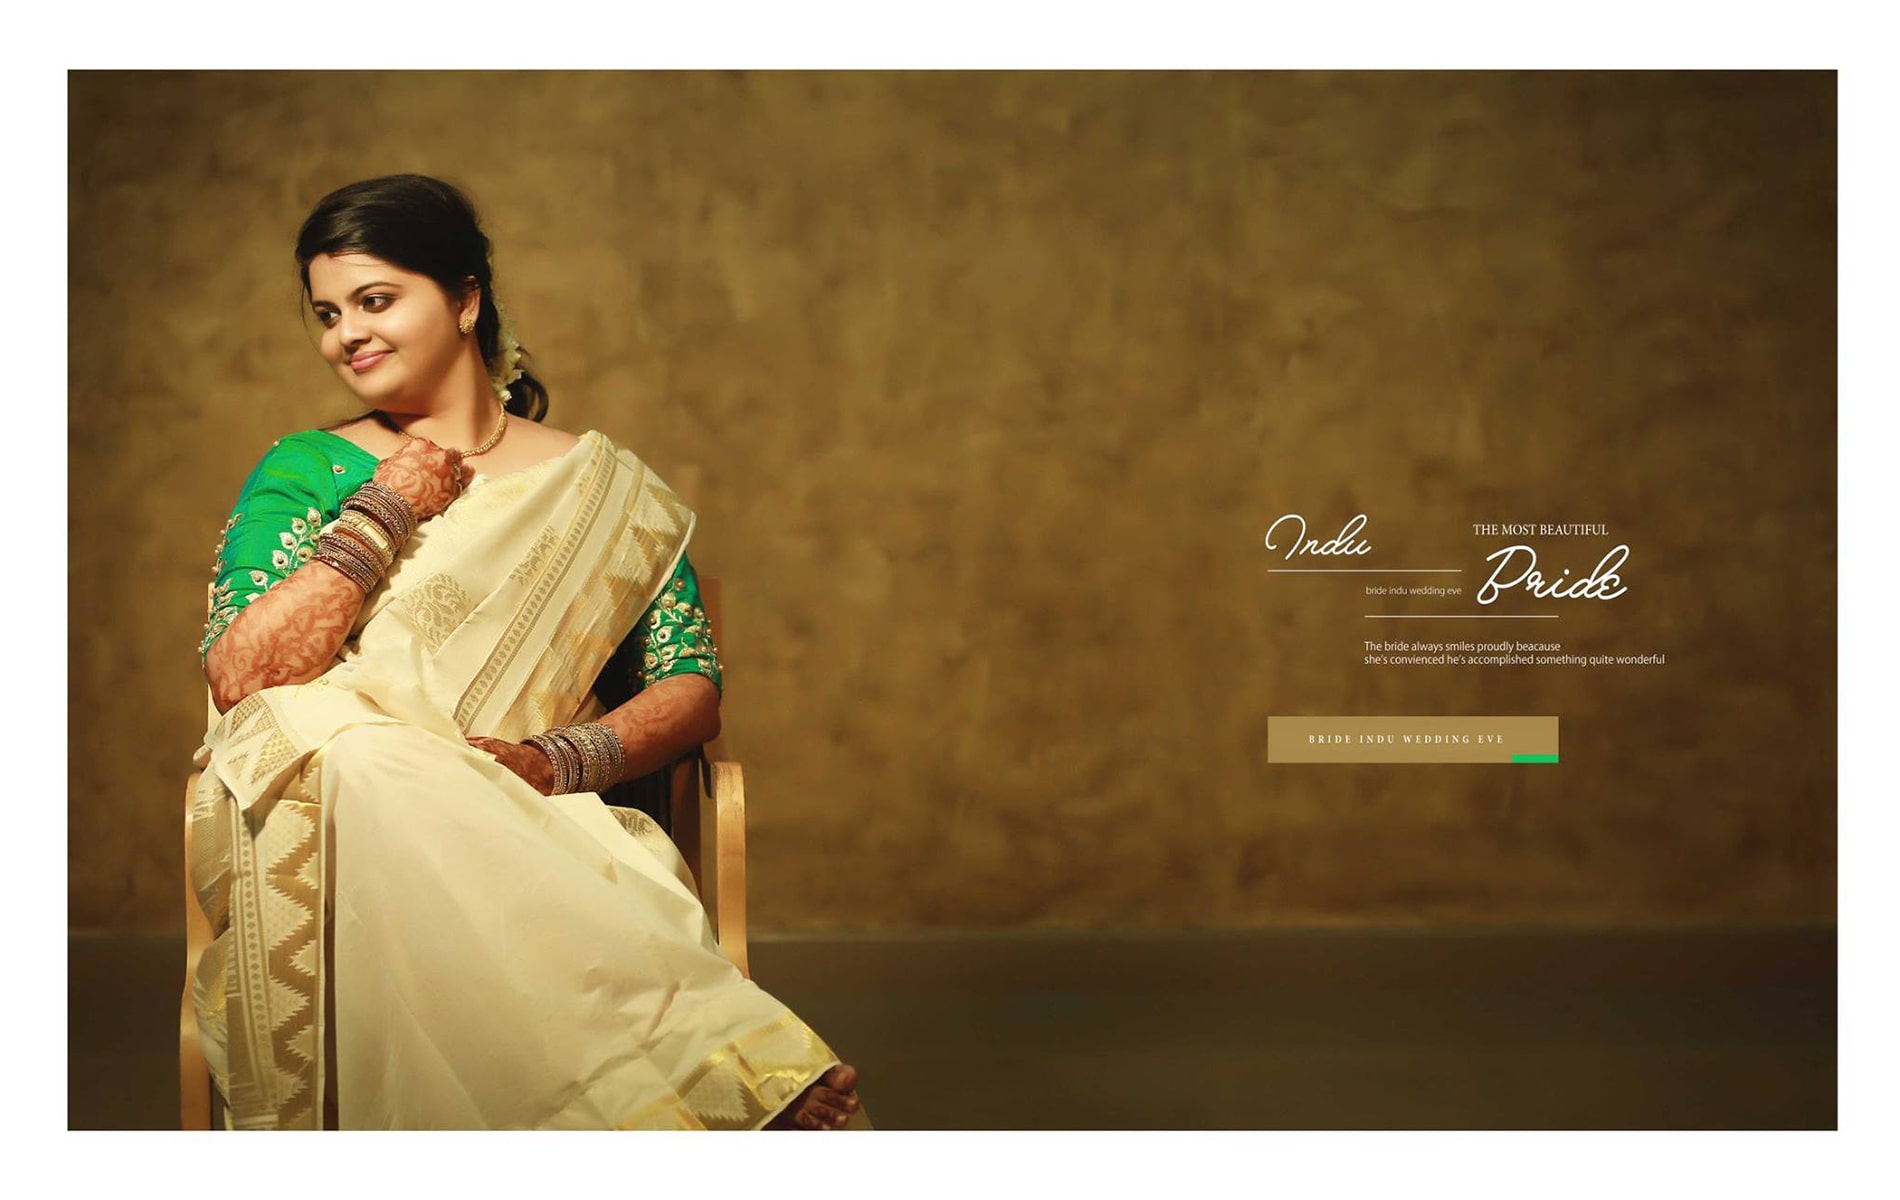 Indu
THE MOST BEAUTIFUL
Bride
bride indu wedding eve
The bride always smiles proudly beacause
she's convienced he's accomplished something quite wonderful
BRIDE INDU WEDDING EVE